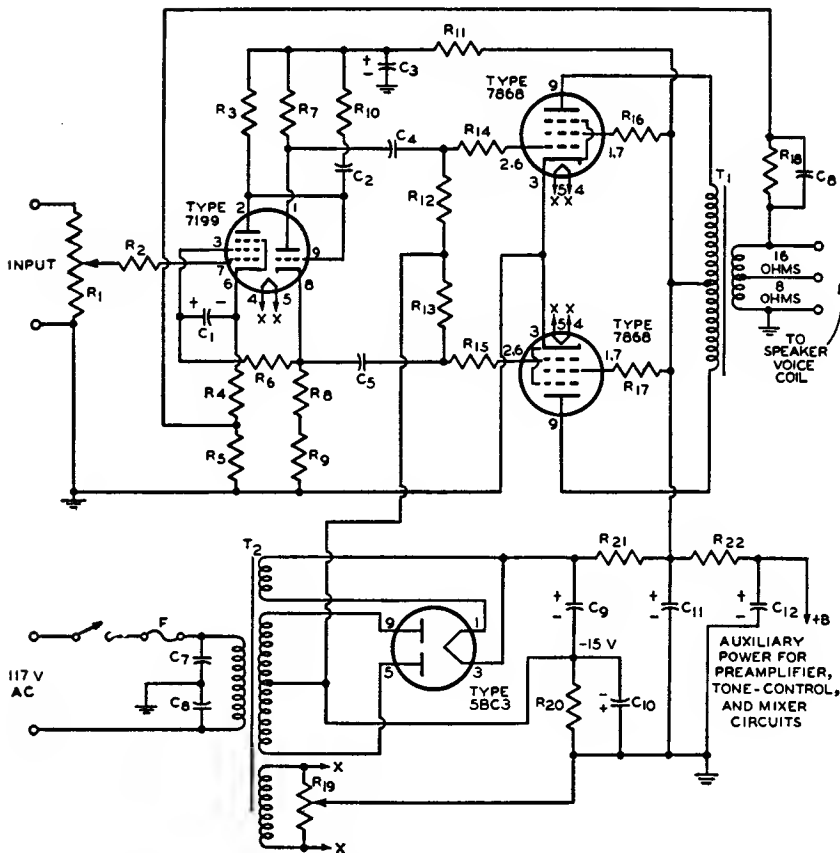 R11
+
-
C3
TYPE
7868
9
R3
R7
R10
R16
C4
R14
2.6
1.7
T1
R18
C8
C2
3
5 4
X X
R12
TYPE
7199
2
1
3
9
7
6
8
4
5
X X
INPUT
R1
R2
R13
16
OHMS
8
OHMS
TO
SPEAKER
VOICE
COIL
+ -
C1
R6
C5
R15
X X
3
5 4
TYPE
7868
2.6
1.7
R17
9
R4
R8
R5
R9
T2
R21
R22
+
-
C9
+
-
C11
+
-
C12
+B
9
1
5
3
TYPE
5BC3
F
C7
C8
117 V
AC
-15 V
R20
-
+
C10
AUXILIARY
POWER FOR
PREAMPLIFIER,
TONE-CONTROL,
AND MIXER
CIRCUITS
X
R19
X